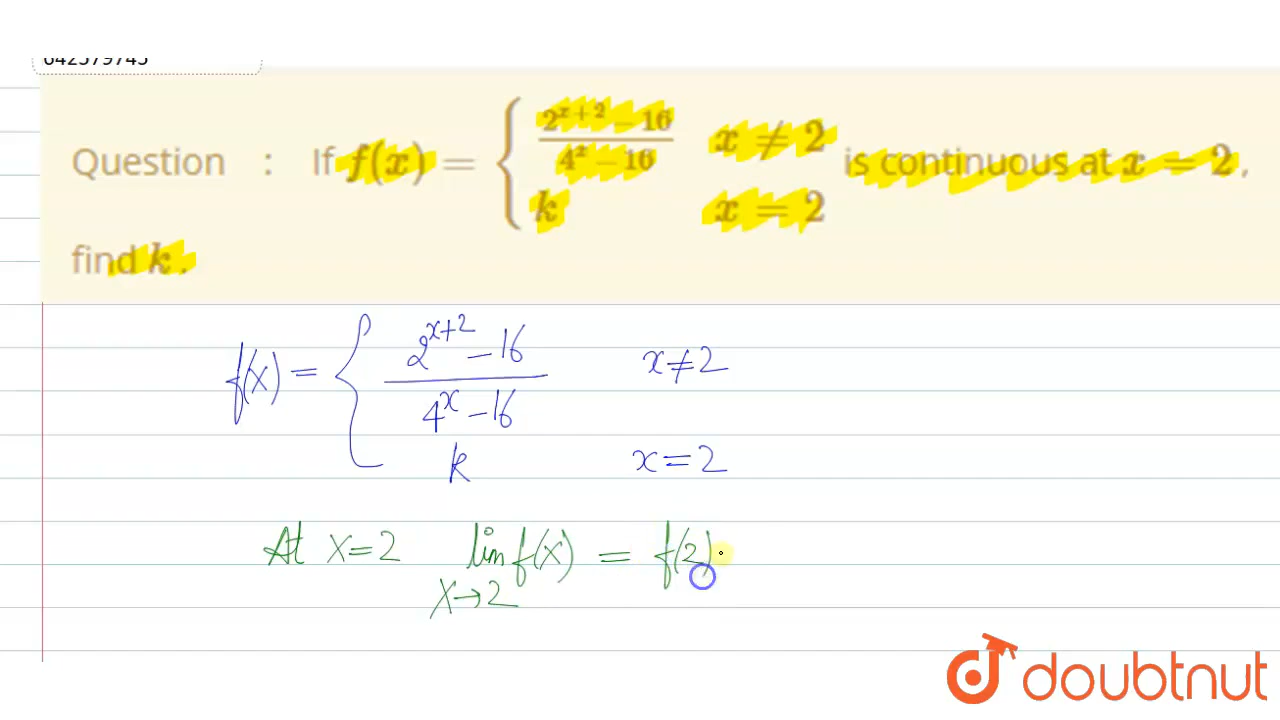 642579745
Question : If f(x) = { (2^{x+2} - 16)/(4^x - 16) x ≠ 2
k x = 2 is continuous at x = 2 ,
find k .
f(x) = { (2^{x+2} - 16)/(4^x - 16) x ≠ 2
k x = 2
At x = 2 lim f(x) = f(2)
x → 2
doubtnut